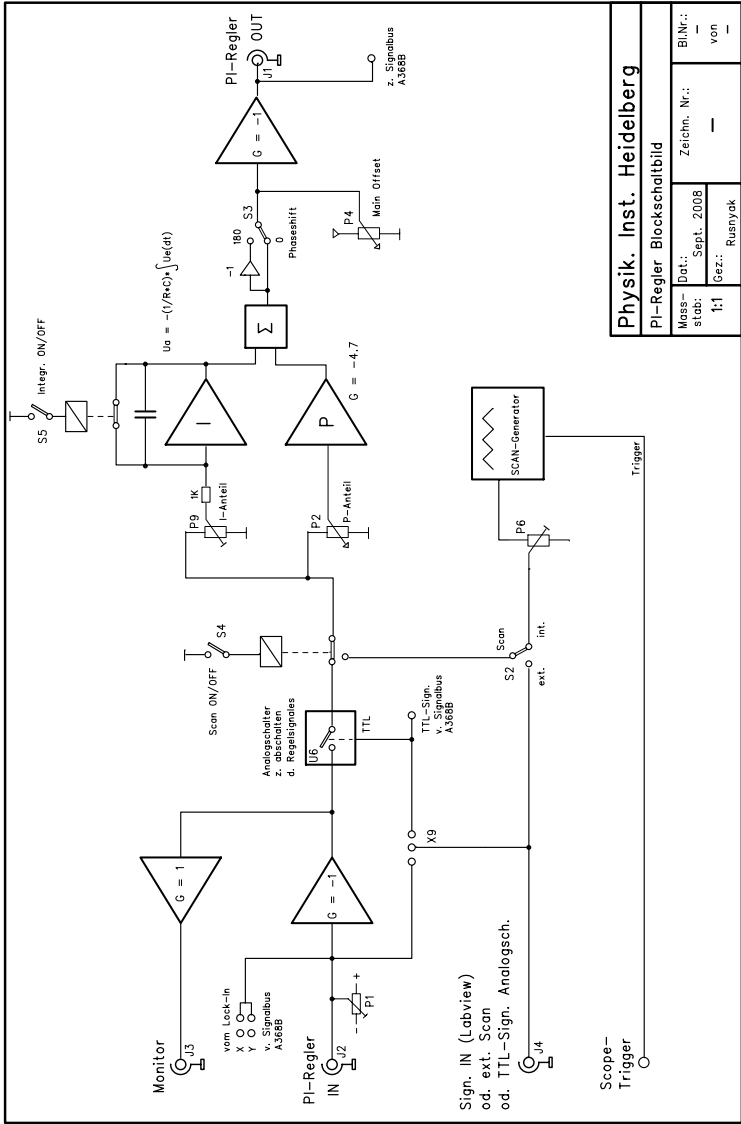 Monitor
J3
G = 1
vom Lock-In
X
Y
v. Signalbus
A368B
PI-Regler
IN
J2
P1
-
+
G = -1
Analogschalter
z. abschalten
d. Regelsignales
U6
TTL
TTL-Sign.
v. Signalbus
A368B
X9
Scan ON/OFF
S4
Sign. IN (Labview)
od. ext. Scan
od. TTL-Sign. Analogsch.
J4
Scope-
Trigger
S2
Scan
ext.
int.
P6
SCAN-Generator
Trigger
P9
1K
I-Anteil
P2
P-Anteil
S5
Integr. ON/OFF
I
P
G = -4.7
Ua = -(1/R*C)*∫Ue(dt)
Σ
-1
180
0
S3
Phaseshift
P4
Main Offset
G = -1
PI-Regler
OUT
J1
z. Signalbus
A368B
Physik. Inst. Heidelberg
PI-Regler Blockschaltbild
Mass-
stab:
1:1
Dat.:
Sept. 2008
Gez.:
Rusnyak
Zeichn. Nr.:
-
Bl.Nr.:
-
von
-